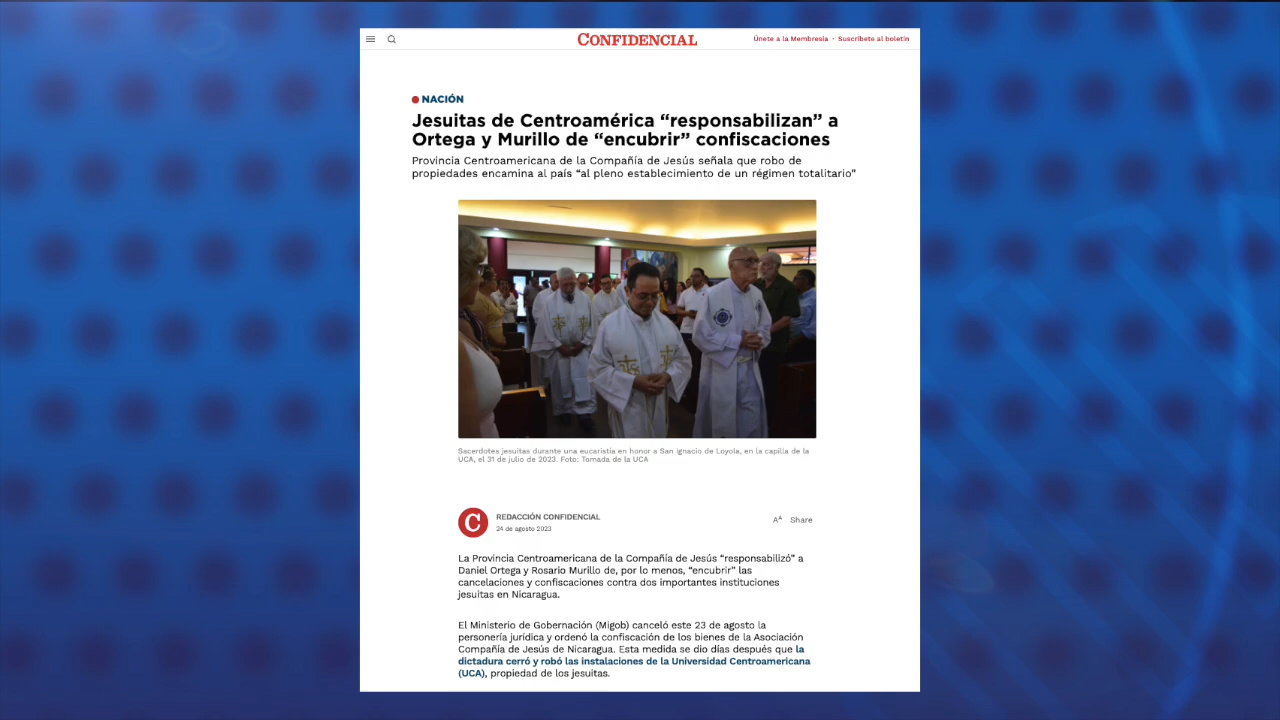 CONFIDENCIAL
Únete a la Membresía · Suscríbete al boletín
NACIÓN
Jesuitas de Centroamérica “responsabilizan” a
Ortega y Murillo de “encubrir” confiscaciones
Provincia Centroamericana de la Compañía de Jesús señala que robo de
propiedades encamina al país “al pleno establecimiento de un régimen totalitario”
Sacerdotes jesuitas durante una eucaristía en honor a San Ignacio de Loyola, en la capilla de la
UCA, el 31 de julio de 2023. Foto: Tomada de la UCA
C
REDACCIÓN CONFIDENCIAL
24 de agosto 2023
AA Share
La Provincia Centroamericana de la Compañía de Jesús “responsabilizó” a
Daniel Ortega y Rosario Murillo de, por lo menos, “encubrir” las
cancelaciones y confiscaciones contra dos importantes instituciones
jesuitas en Nicaragua.
El Ministerio de Gobernación (Migob) canceló este 23 de agosto la
personería jurídica y ordenó la confiscación de los bienes de la Asociación
Compañía de Jesús de Nicaragua. Esta medida se dio días después que la
dictadura cerró y robó las instalaciones de la Universidad Centroamericana
(UCA), propiedad de los jesuitas.